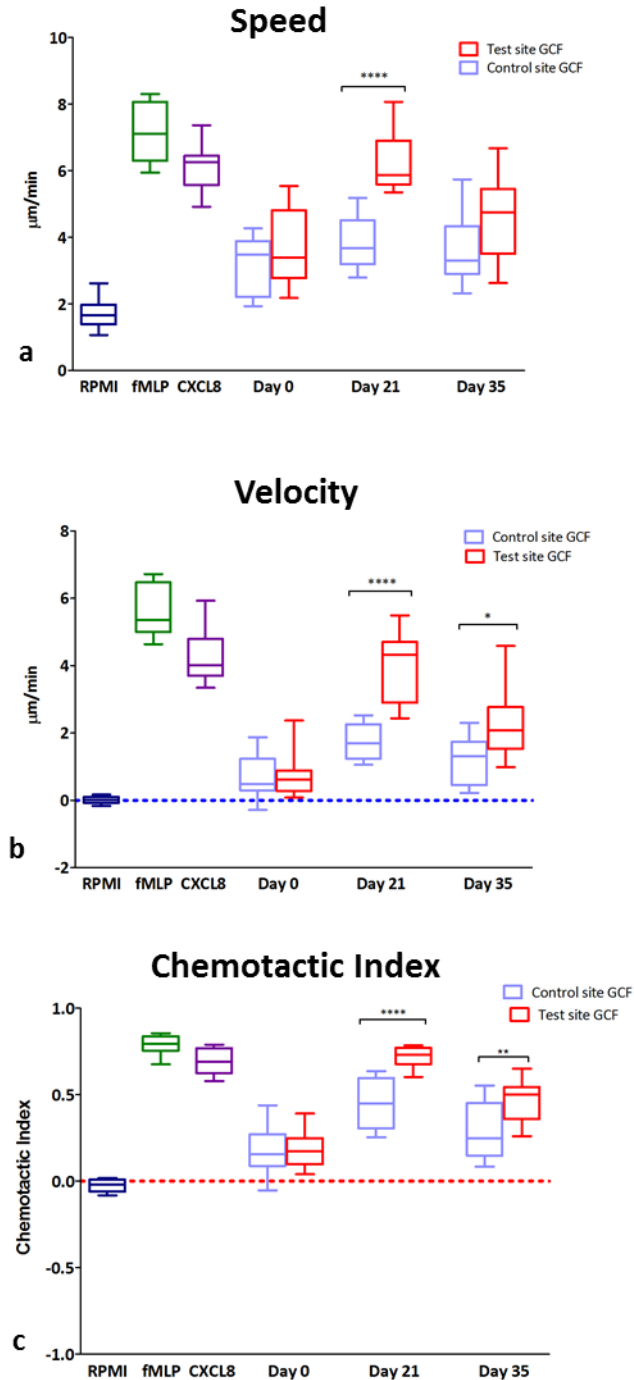 Speed
Test site GCF
Control site GCF
10
8
6
4
2
0
μm/min
****
a
RPMI fMLP CXCL8 Day 0 Day 21 Day 35
Velocity
Control site GCF
Test site GCF
8
6
4
2
0
-2
μm/min
****
*
b
RPMI fMLP CXCL8 Day 0 Day 21 Day 35
Chemotactic Index
Control site GCF
Test site GCF
1.0
0.5
0.0
-0.5
-1.0
Chemotactic Index
****
**
c
RPMI fMLP CXCL8 Day 0 Day 21 Day 35